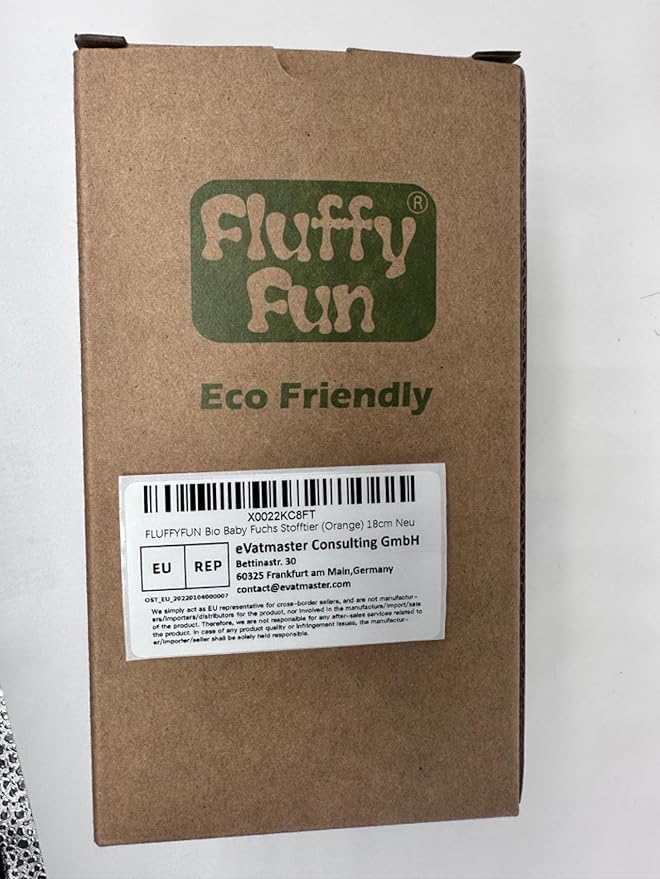 Fluffy®
Fun
Eco Friendly
X0022KC8FT
FLUFFYFUN Bio Baby Fuchs Stofftier (Orange) 18cm Neu
EU REP
eVatmaster Consulting GmbH
Bettinastr. 30
60325 Frankfurt am Main,Germany
contact@evatmaster.com
OST_EU_20220104000007
We simply act as EU representative for cross-border sellers, and are not manufactur-
ers/importers/distributors for the product, nor involved in the manufacture/import/sale
of the product. Therefore, we are not responsible for any after-sales services related to
the product. In case of any product quality or infringement issues, the manufactur-
er/importer/seller shall be solely held responsible.